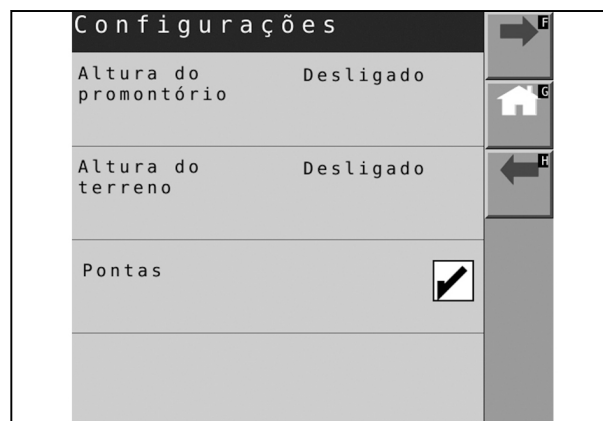 Configurações
F
Altura do
promontório
Desligado
G
Altura do
terreno
Desligado
H
Pontas